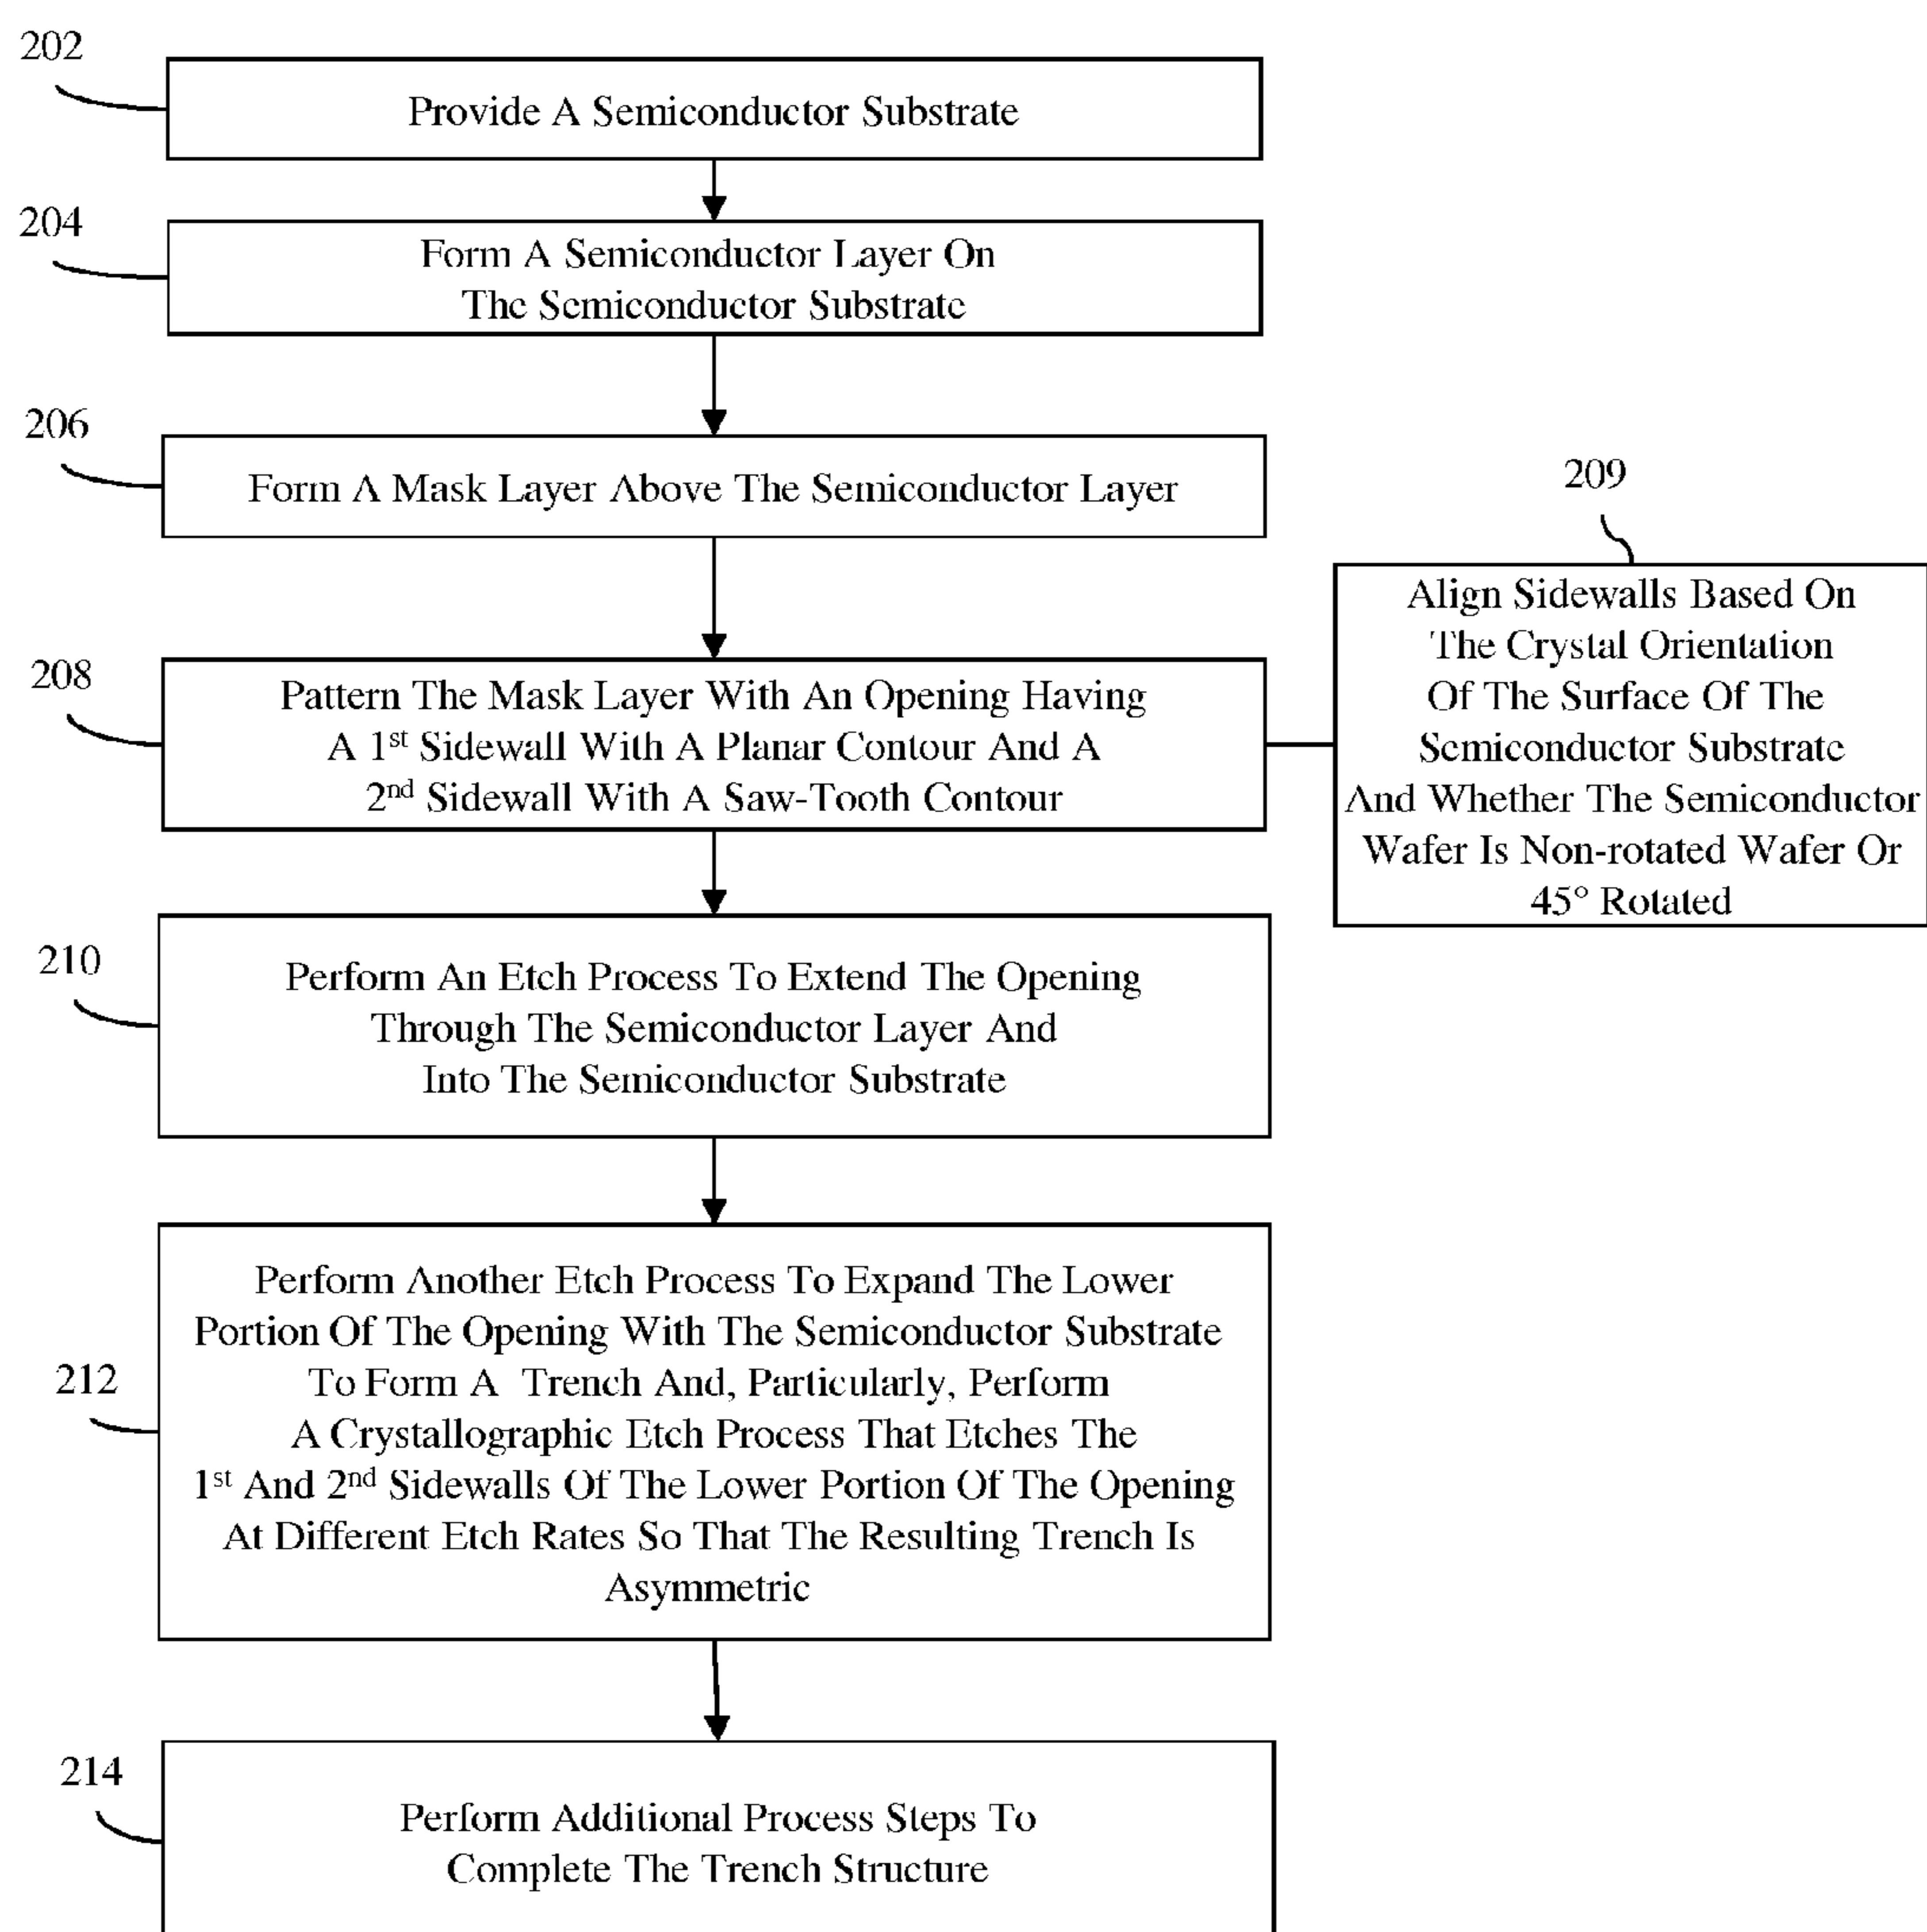 202
Provide A Semiconductor Substrate
204
Form A Semiconductor Layer On
The Semiconductor Substrate
206
Form A Mask Layer Above The Semiconductor Layer
208
Pattern The Mask Layer With An Opening Having
A 1st Sidewall With A Planar Contour And A
2nd Sidewall With A Saw-Tooth Contour
209
Align Sidewalls Based On
The Crystal Orientation
Of The Surface Of The
Semiconductor Substrate
And Whether The Semiconductor
Wafer Is Non-rotated Wafer Or
45° Rotated
210
Perform An Etch Process To Extend The Opening
Through The Semiconductor Layer And
Into The Semiconductor Substrate
212
Perform Another Etch Process To Expand The Lower
Portion Of The Opening With The Semiconductor Substrate
To Form A Trench And, Particularly, Perform
A Crystallographic Etch Process That Etches The
1st And 2nd Sidewalls Of The Lower Portion Of The Opening
At Different Etch Rates So That The Resulting Trench Is
Asymmetric
214
Perform Additional Process Steps To
Complete The Trench Structure